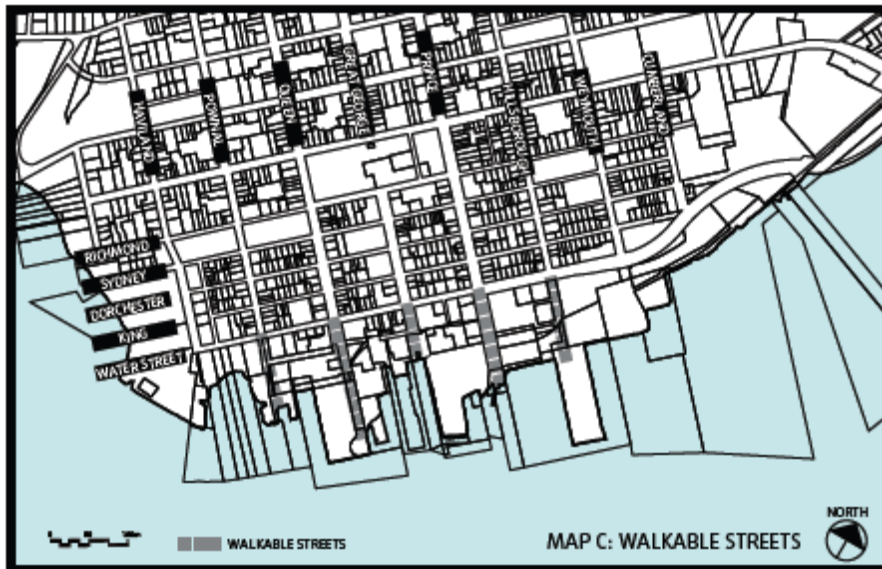 MAITLAND
POWNAL
QUEEN
GREAT GEORGE
PRINCE
HILLSBOROUGH
WEYMOUTH
CUMBERLAND
RICHMOND
SYDNEY
DORCHESTER
KING
WATER STREET
WALKABLE STREETS
MAP C: WALKABLE STREETS
NORTH